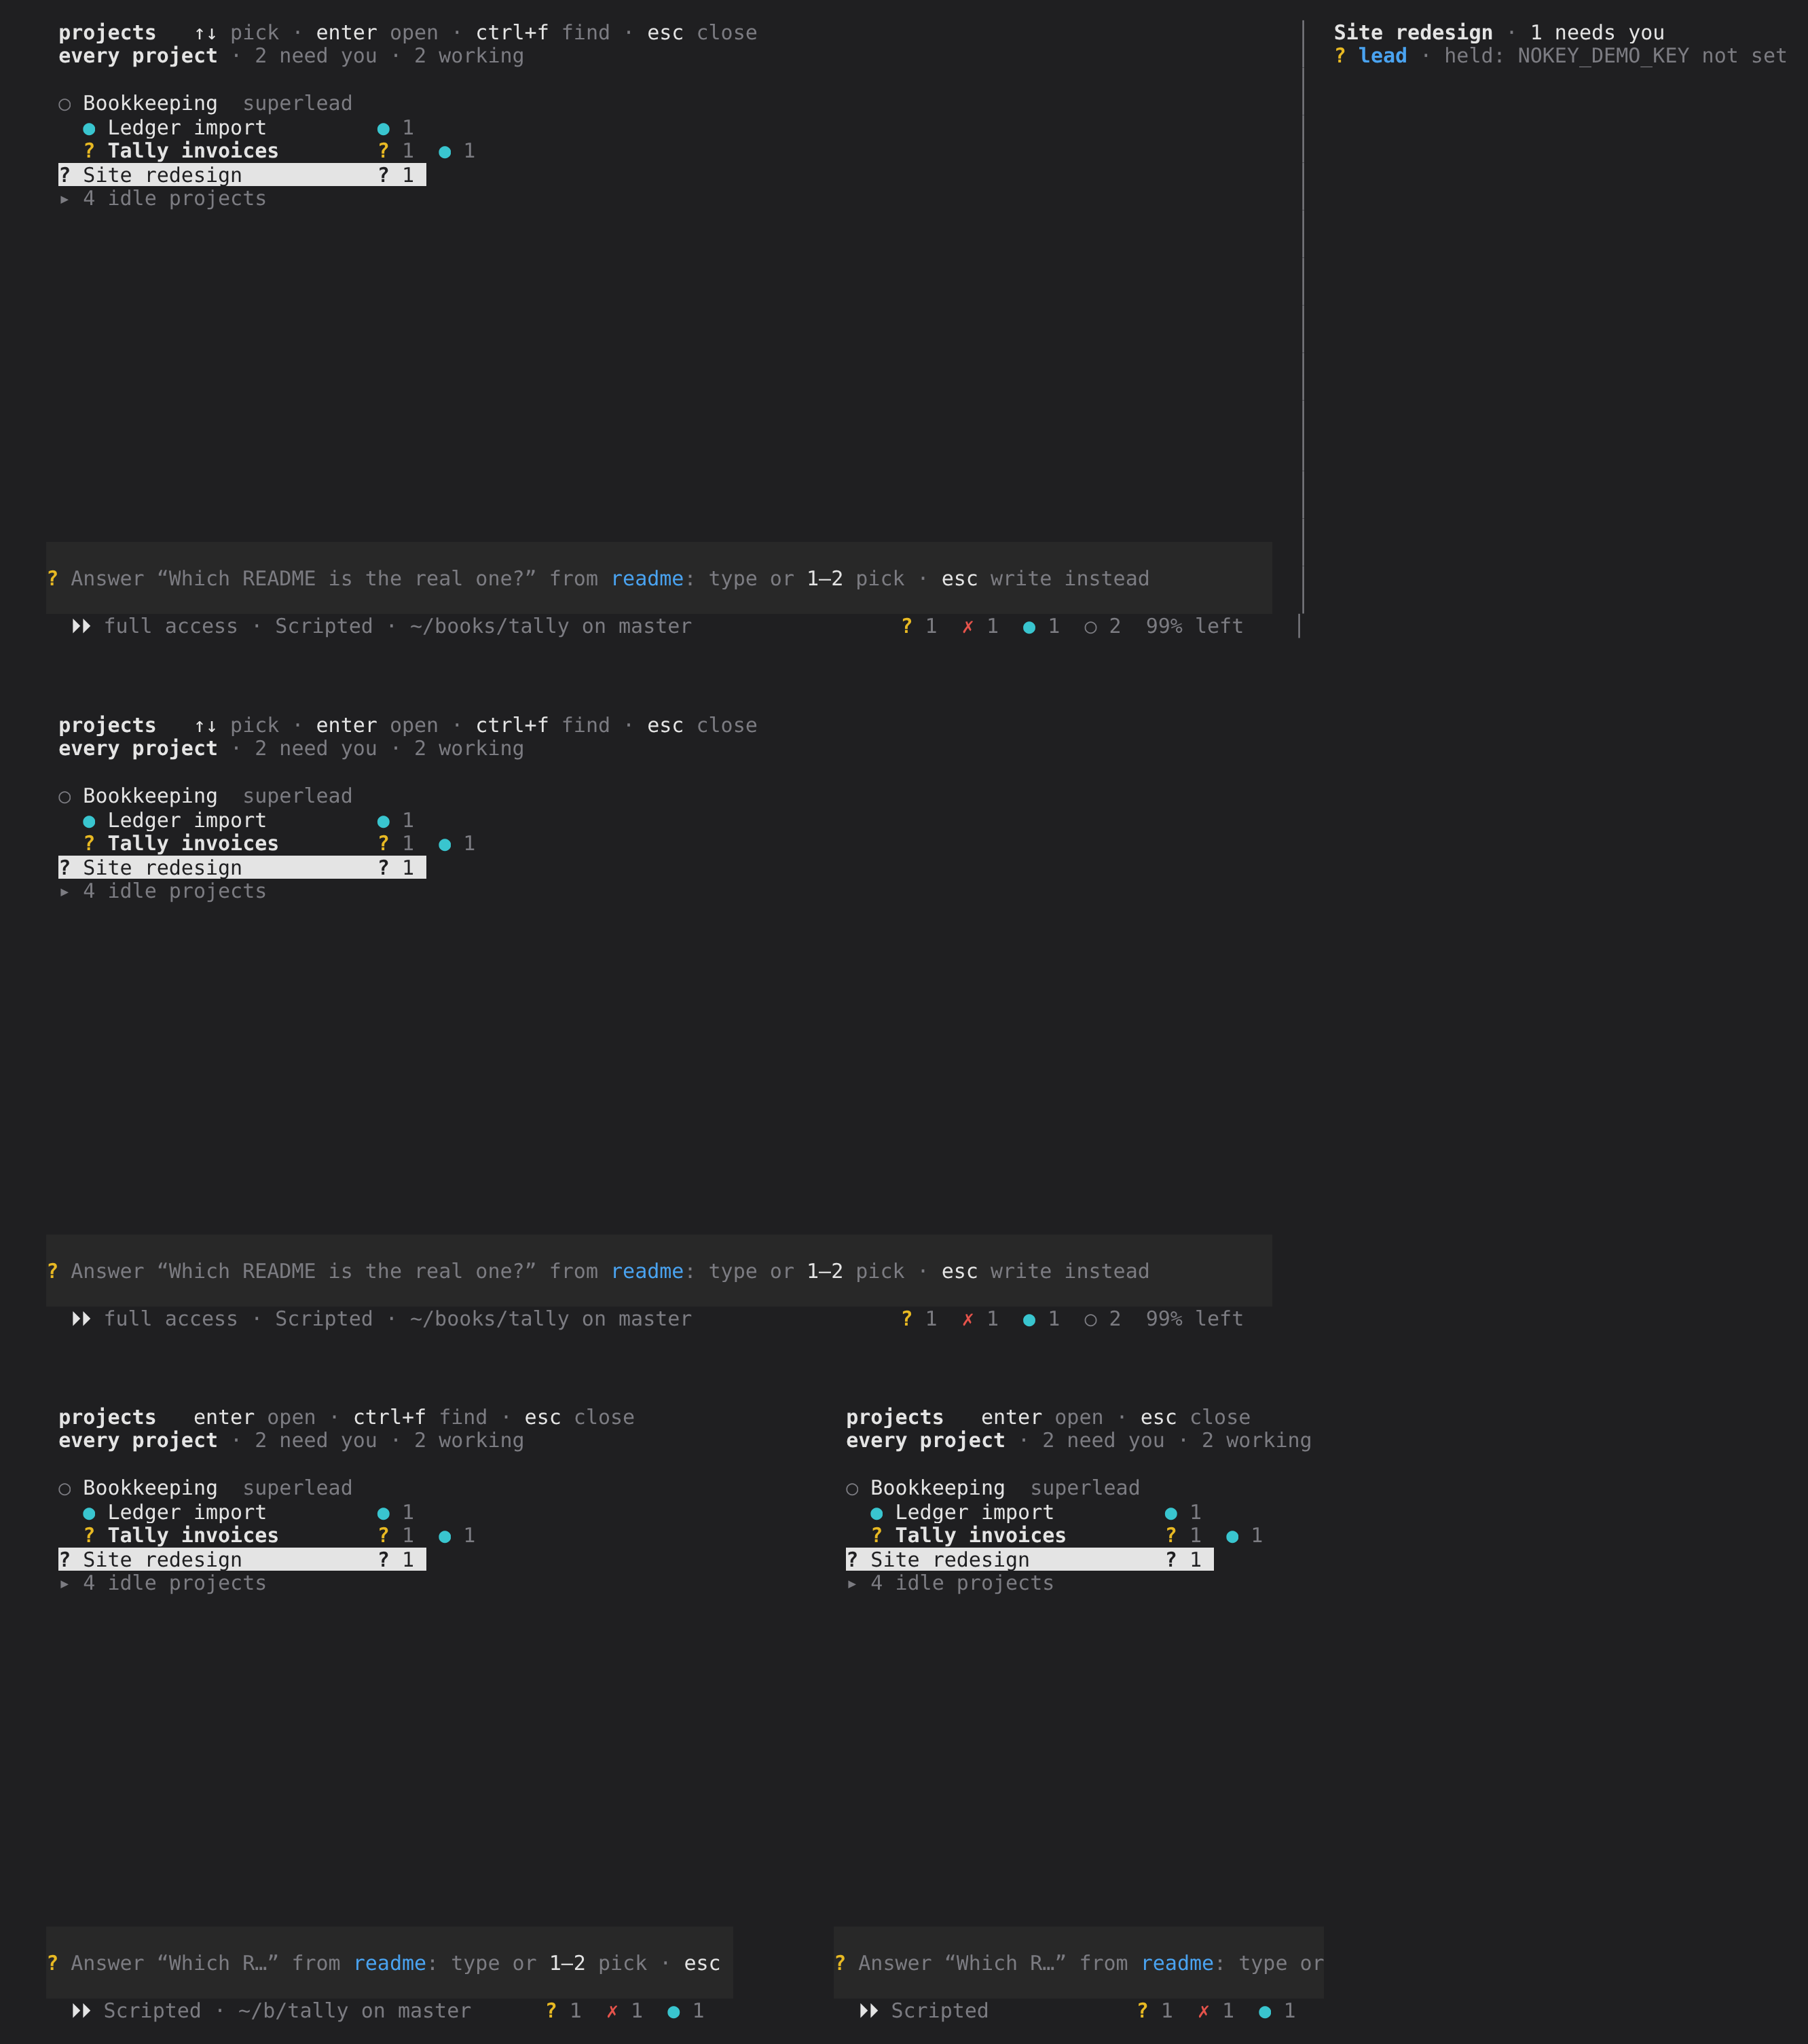 projects   ↑↓ pick · enter open · ctrl+f find · esc close
every project · 2 need you · 2 working
○ Bookkeeping  superlead
● Ledger import         ● 1
? Tally invoices        ? 1  ● 1
? Site redesign           ? 1
▸ 4 idle projects
Site redesign · 1 needs you
? lead · held: NOKEY_DEMO_KEY not set
? Answer “Which README is the real one?” from readme: type or 1–2 pick · esc write instead
⏵⏵ full access · Scripted · ~/books/tally on master                 ? 1  ✗ 1  ● 1  ○ 2  99% left
projects   ↑↓ pick · enter open · ctrl+f find · esc close
every project · 2 need you · 2 working
○ Bookkeeping  superlead
● Ledger import         ● 1
? Tally invoices        ? 1  ● 1
? Site redesign           ? 1
▸ 4 idle projects
? Answer “Which README is the real one?” from readme: type or 1–2 pick · esc write instead
⏵⏵ full access · Scripted · ~/books/tally on master                 ? 1  ✗ 1  ● 1  ○ 2  99% left
projects   enter open · ctrl+f find · esc close
every project · 2 need you · 2 working
○ Bookkeeping  superlead
● Ledger import         ● 1
? Tally invoices        ? 1  ● 1
? Site redesign           ? 1
▸ 4 idle projects
? Answer “Which R…” from readme: type or 1–2 pick · esc
⏵⏵ Scripted · ~/b/tally on master      ? 1  ✗ 1  ● 1
projects   enter open · esc close
every project · 2 need you · 2 working
○ Bookkeeping  superlead
● Ledger import         ● 1
? Tally invoices        ? 1  ● 1
? Site redesign           ? 1
▸ 4 idle projects
? Answer “Which R…” from readme: type or
⏵⏵ Scripted            ? 1  ✗ 1  ● 1